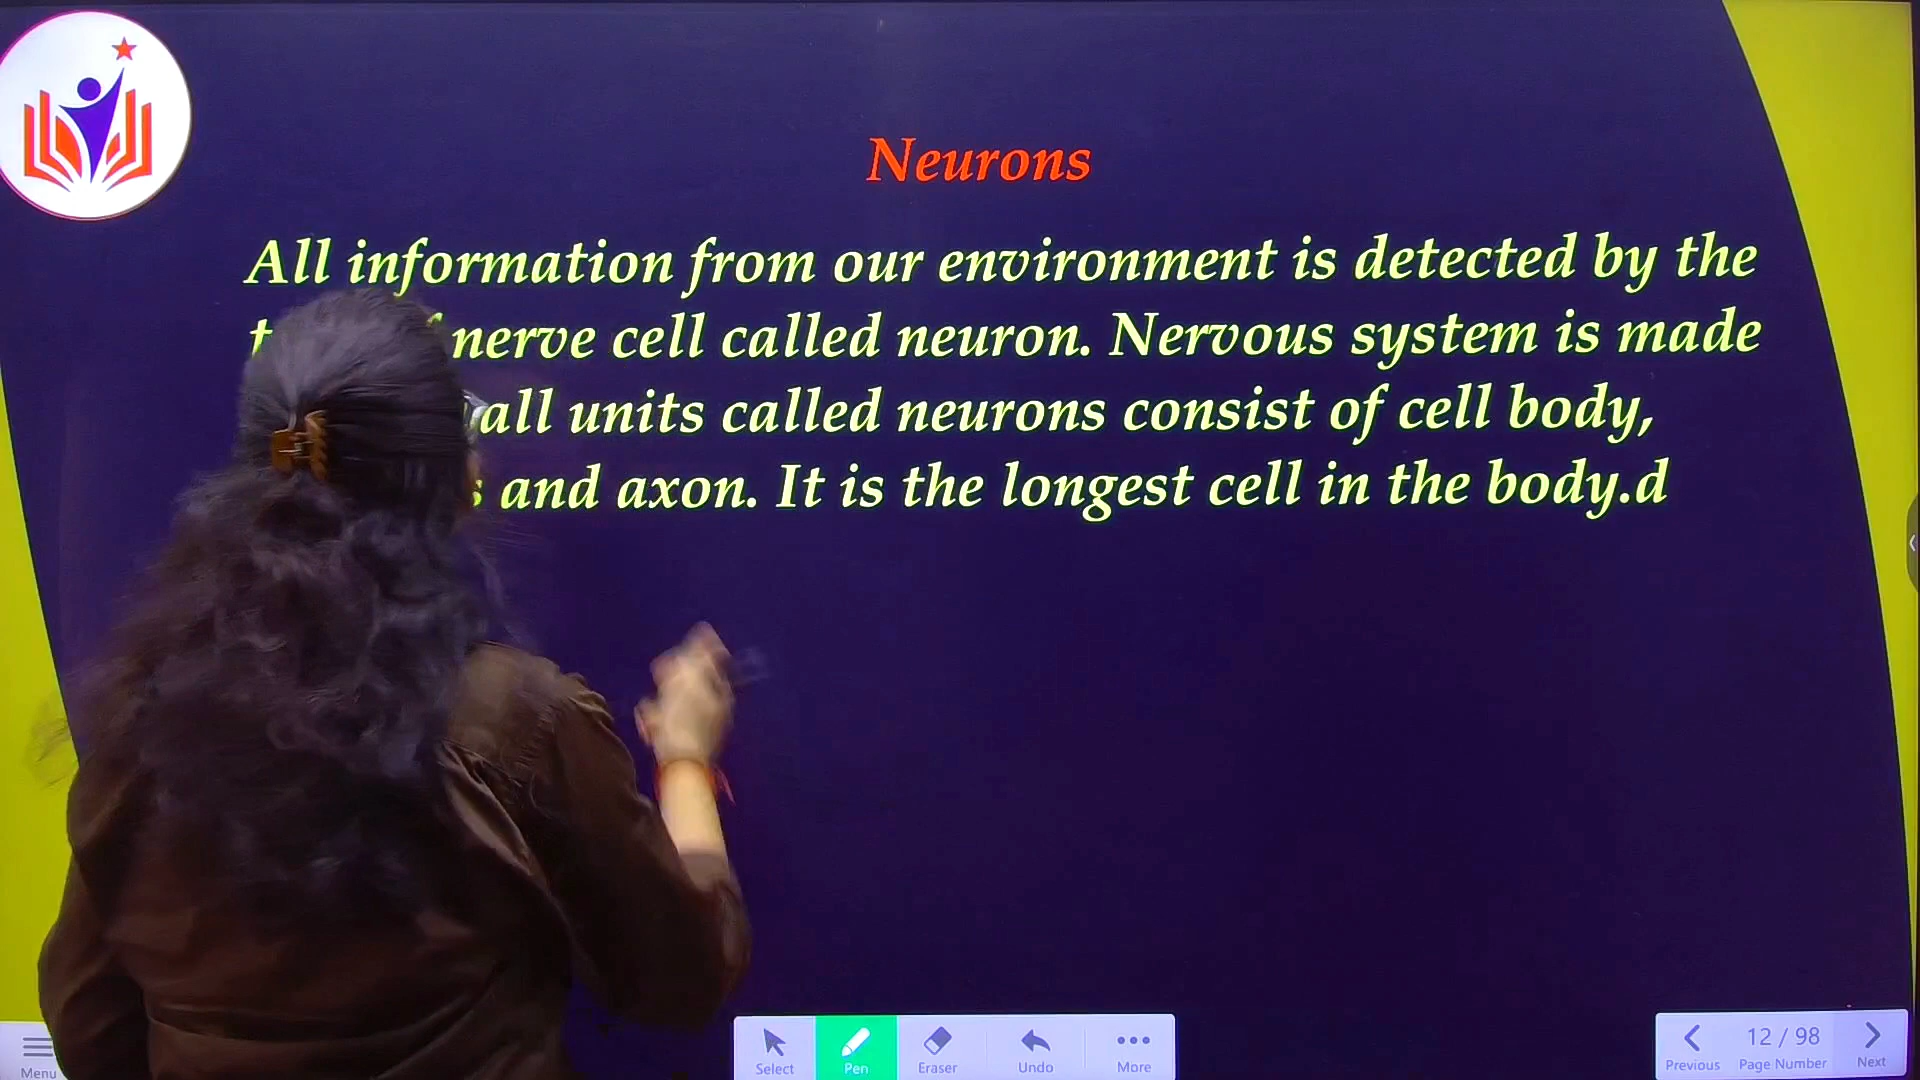 Neurons
All information from our environment is detected by the
nerve cell called neuron. Nervous system is made
all units called neurons consist of cell body,
and axon. It is the longest cell in the body.d
Select
Pen
Eraser
Undo
More
Menu
Previous
12 / 98
Page Number
Next